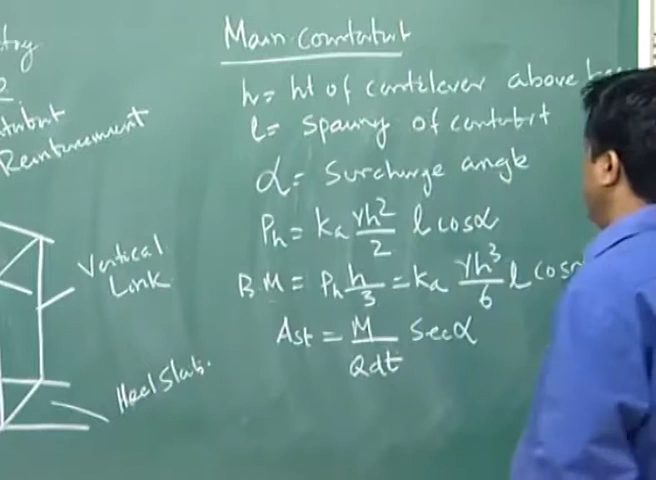 Main counterfort
h = ht of cantilever above
l = spacing of counterfort
α = Surcharge angle
Ph = ka γh²/2 l cosα
B.M = Ph h/3 = ka γh³/6 l cos
Ast = M/Qdt secα
Reinforcement
Vertical
Link
Heel Slab.